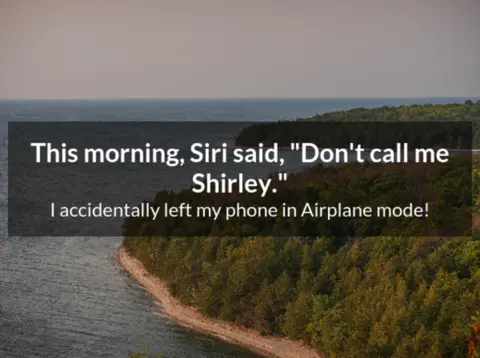 This morning, Siri said, "Don't call me
Shirley."
I accidentally left my phone in Airplane mode!